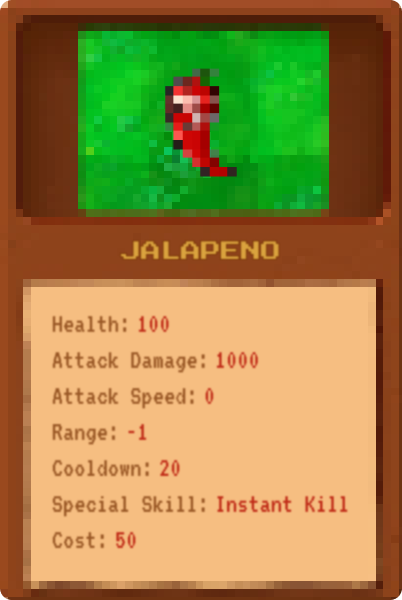 JALAPENO
Health: 100
Attack Damage: 1000
Attack Speed: 0
Range: -1
Cooldown: 20
Special Skill: Instant Kill
Cost: 50